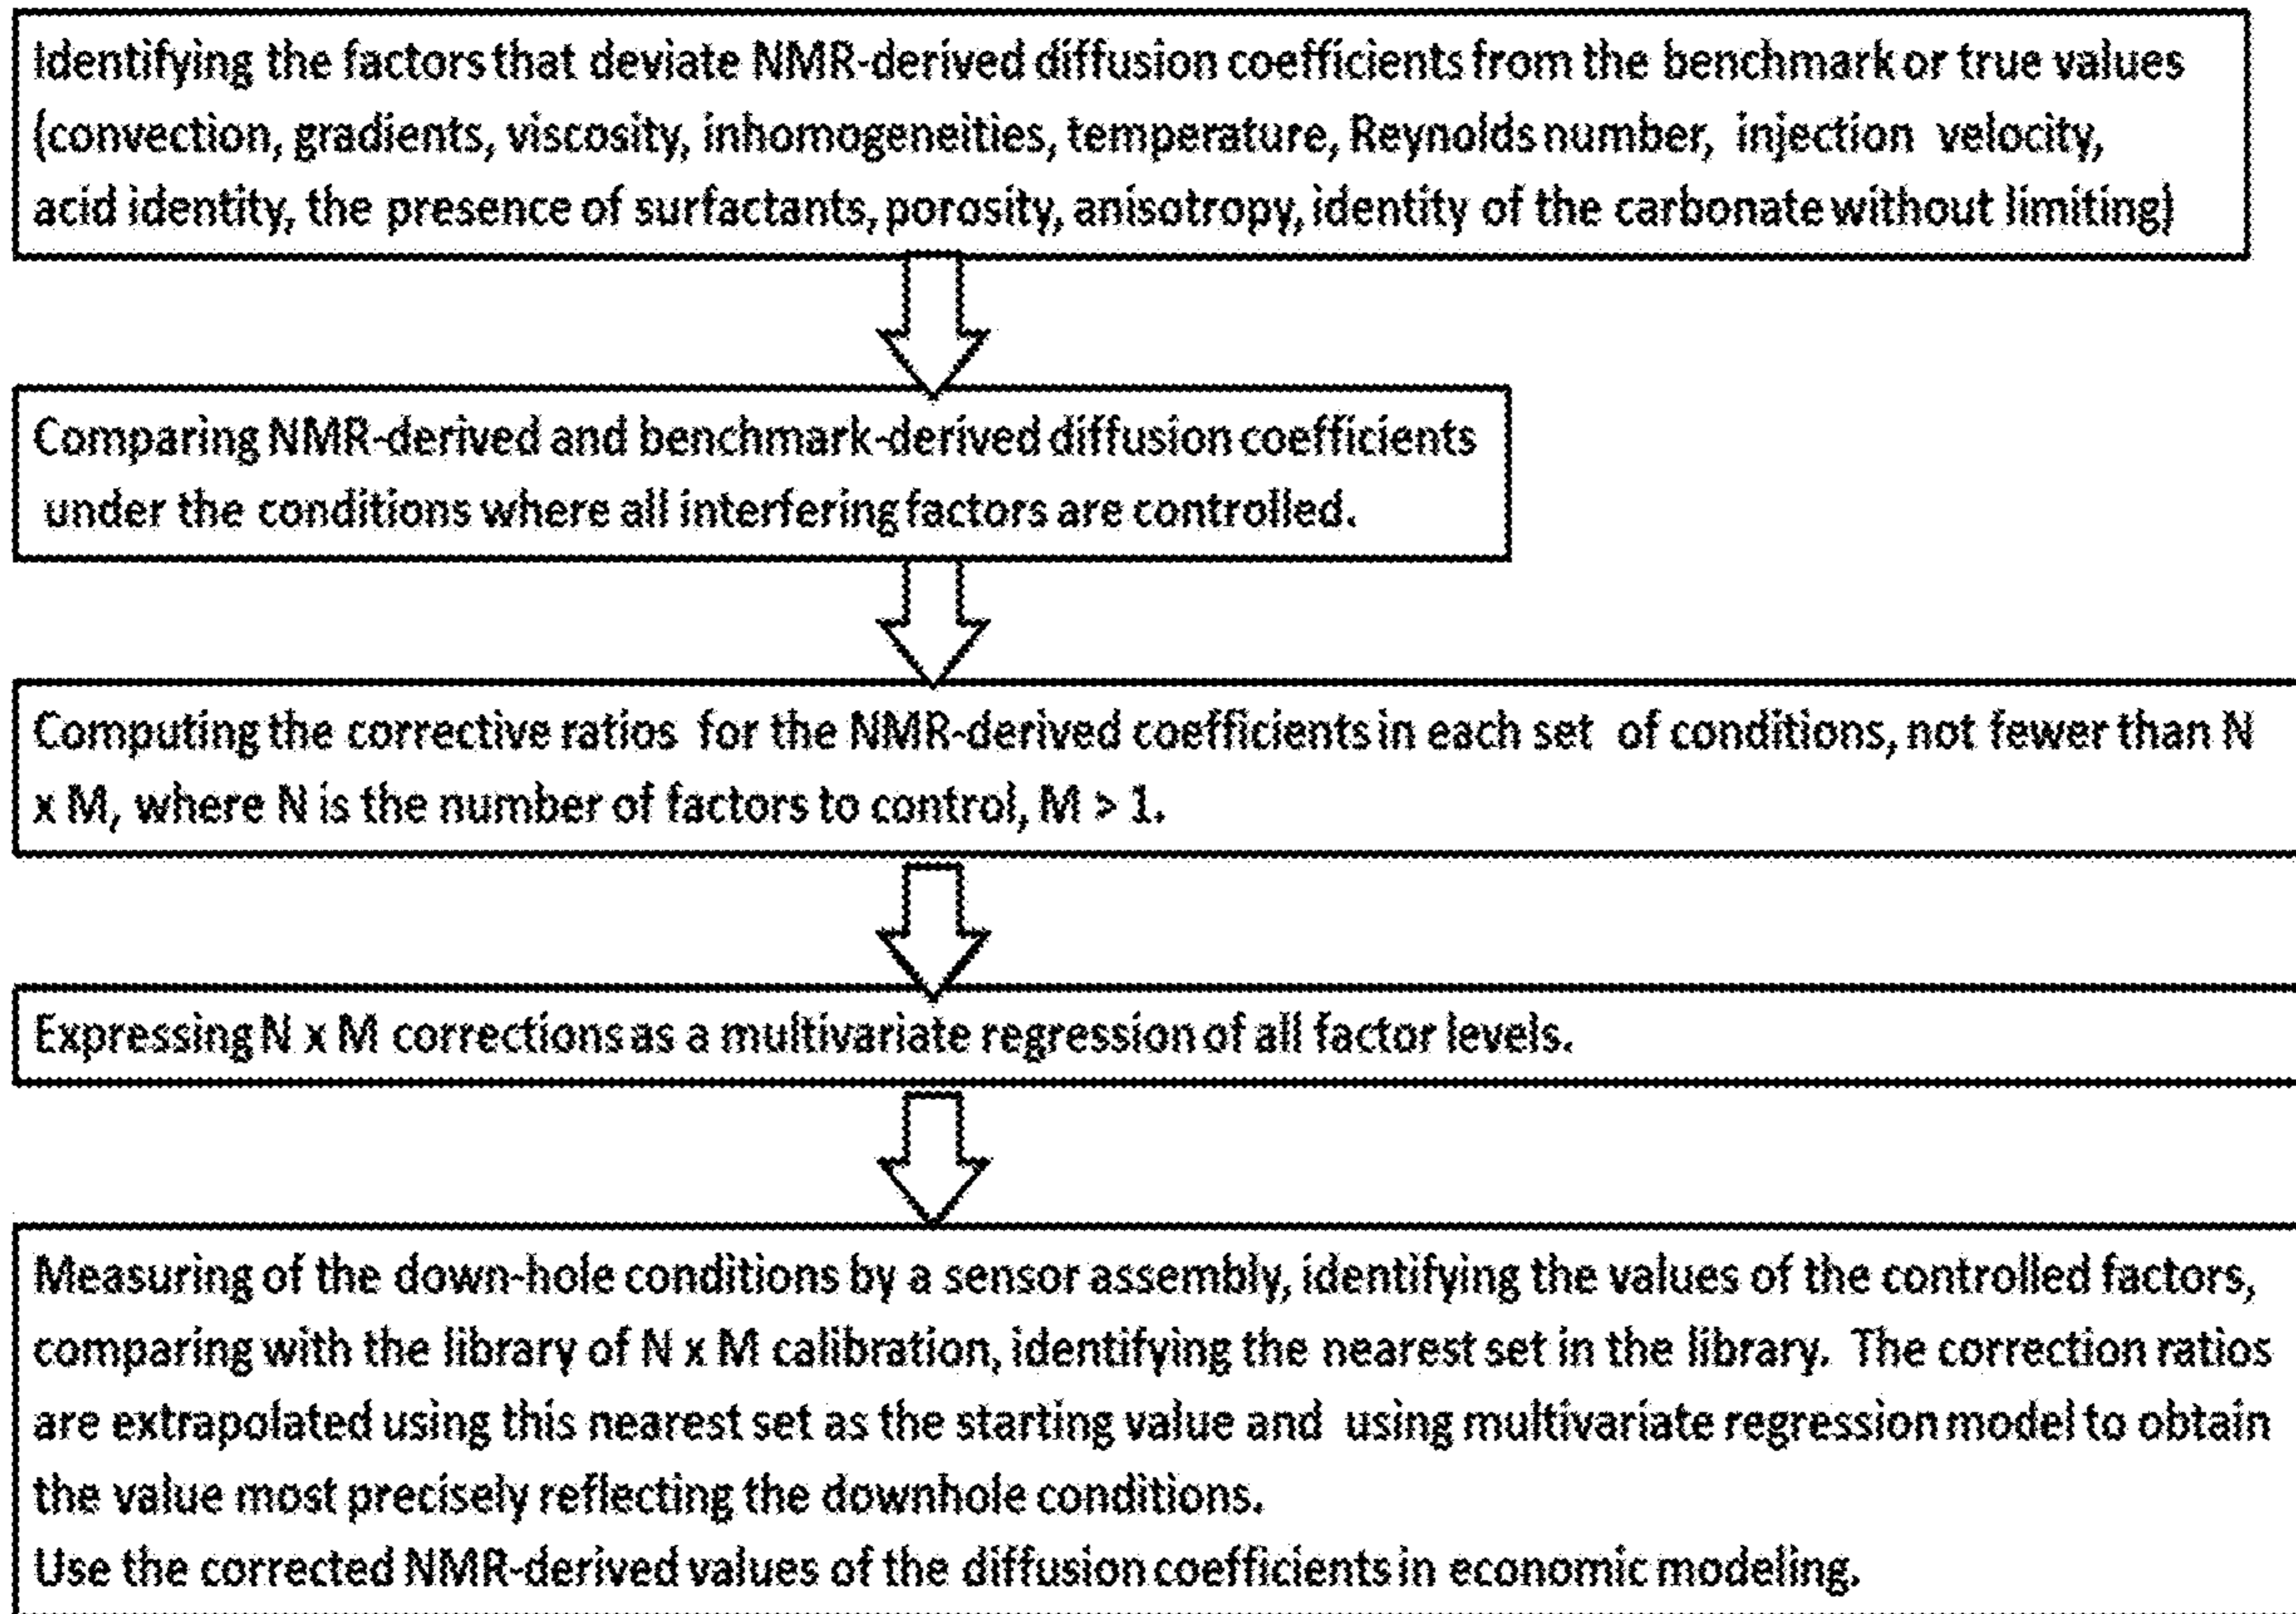 Identifying the factors that deviate NMR-derived diffusion coefficients from the benchmark or true values
(convection, gradients, viscosity, inhomogeneities, temperature, Reynolds number, injection velocity,
acid identity, the presence of surfactants, porosity, anisotropy, identity of the carbonate without limiting)
Comparing NMR-derived and benchmark-derived diffusion coefficients
under the conditions where all interfering factors are controlled.
Computing the corrective ratios for the NMR-derived coefficients in each set of conditions, not fewer than N
x M, where N is the number of factors to control, M > 1.
Expressing N x M corrections as a multivariate regression of all factor levels.
Measuring of the down-hole conditions by a sensor assembly, identifying the values of the controlled factors,
comparing with the library of N x M calibration, identifying the nearest set in the library. The correction ratios
are extrapolated using this nearest set as the starting value and using multivariate regression model to obtain
the value most precisely reflecting the downhole conditions.
Use the corrected NMR-derived values of the diffusion coefficients in economic modeling.